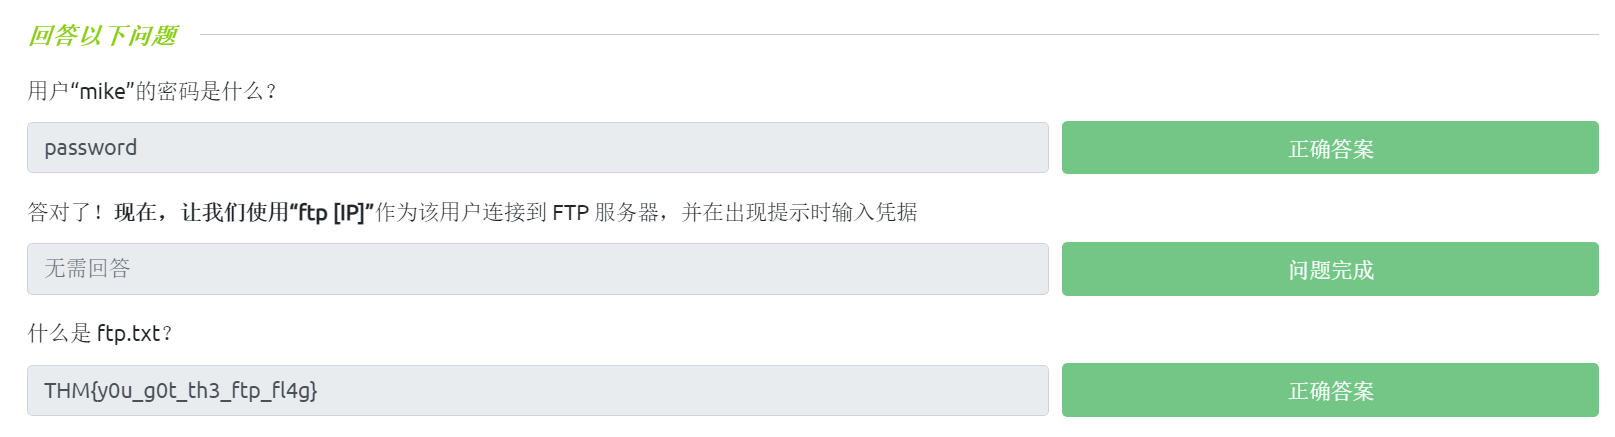 回答以下问题
用户“mike”的密码是什么？
password
正确答案
答对了！现在，让我们使用“ftp [IP]”作为该用户连接到 FTP 服务器，并在出现提示时输入凭据
无需回答
问题完成
什么是 ftp.txt？
THM{y0u_g0t_th3_ftp_fl4g}
正确答案